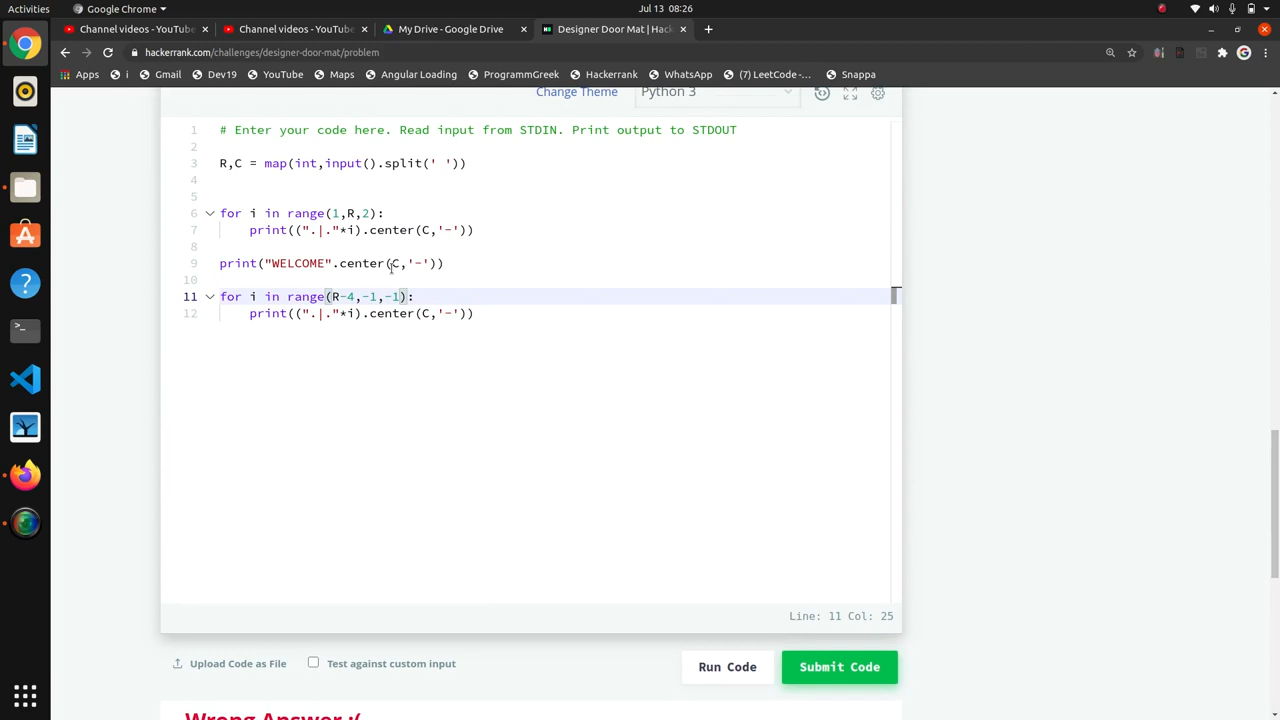 Activities
Google Chrome
Jul 13 08:26
Channel videos - YouTube
Channel videos - YouTube
My Drive - Google Drive
Designer Door Mat | Hack
hackerrank.com/challenges/designer-door-mat/problem
Apps
i
Gmail
Dev19
YouTube
Maps
Angular Loading
ProgrammGreek
Hackerrank
WhatsApp
(7) LeetCode -...
Snappa
Change Theme
Python 3
1 # Enter your code here. Read input from STDIN. Print output to STDOUT
2
3 R,C = map(int,input().split(' '))
4
5
6 for i in range(1,R,2):
7 print((".|."*i).center(C,'-'))
8
9 print("WELCOME".center(C,'-'))
10
11 for i in range(R-4,-1,-1):
12 print((".|."*i).center(C,'-'))
Line: 11 Col: 25
Upload Code as File
Test against custom input
Run Code
Submit Code
Wrong Answer :(